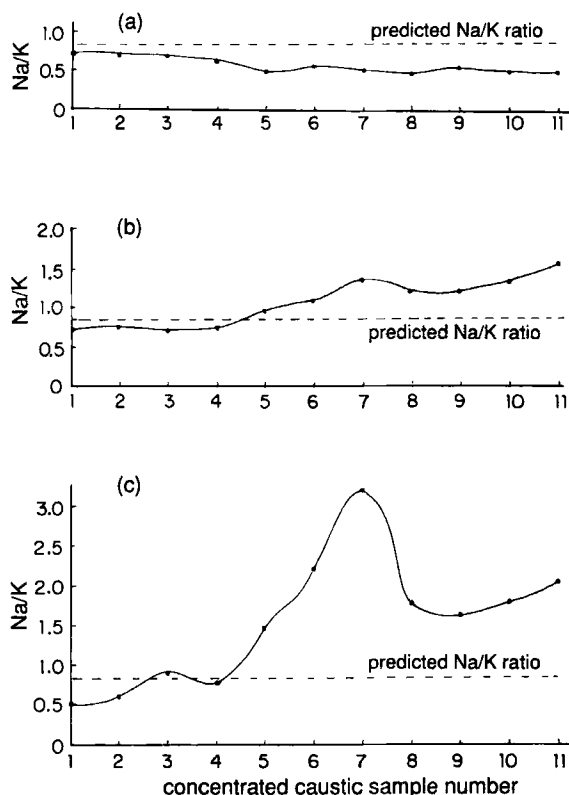 (a)
predicted Na/K ratio
Na/K
1.0
0.5
0
1 2 3 4 5 6 7 8 9 10 11
(b)
Na/K
2.0
1.5
1.0
0.5
0
predicted Na/K ratio
1 2 3 4 5 6 7 8 9 10 11
(c)
Na/K
3.0
2.5
2.0
1.5
1.0
0.5
0
predicted Na/K ratio
1 2 3 4 5 6 7 8 9 10 11
concentrated caustic sample number